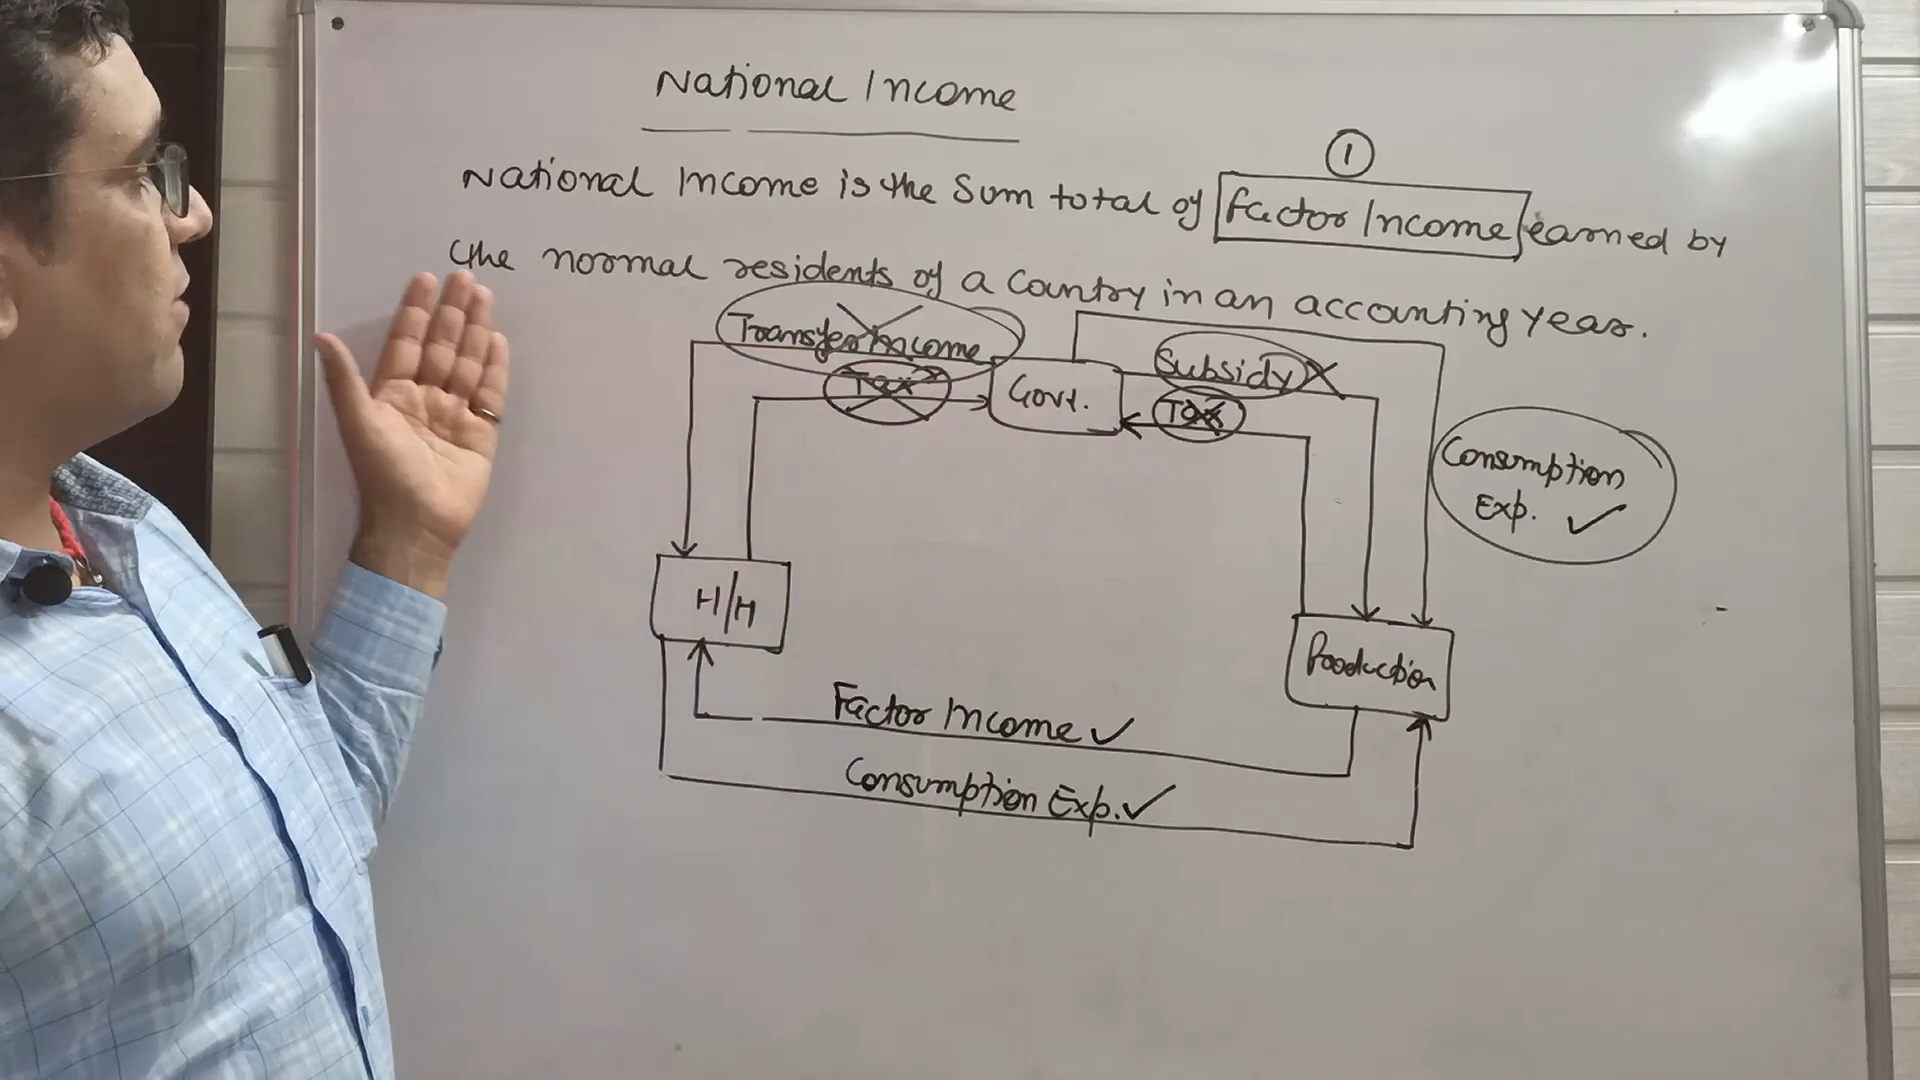 National Income
1
National Income is the Sum total of Factor Income earned by
the normal residents of a Country in an accounting year.
Transfer Income
Subsidy
Tax
Govt.
Tax
Consumption
Exp.
H/H
Production
Factor Income
Consumption Exp.